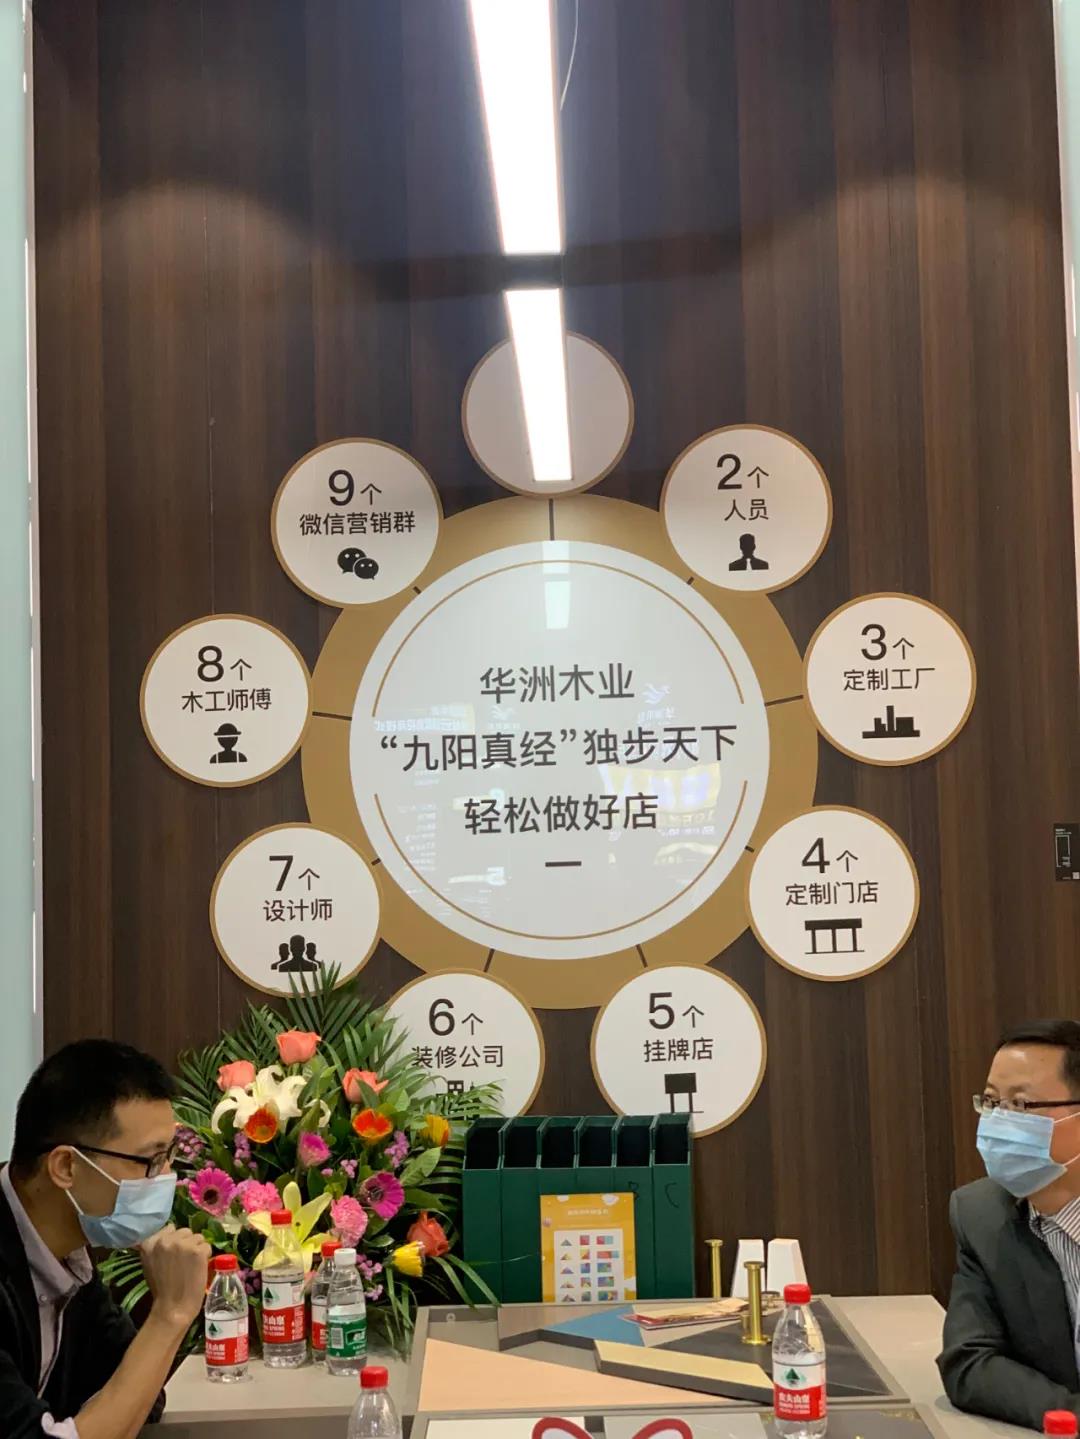 华洲木业
“九阳真经”独步天下
轻松做好店
2个
人员
3个
定制工厂
4个
定制门店
5个
挂牌店
6个
装修公司
7个
设计师
8个
木工师傅
9个
微信营销群
B
C